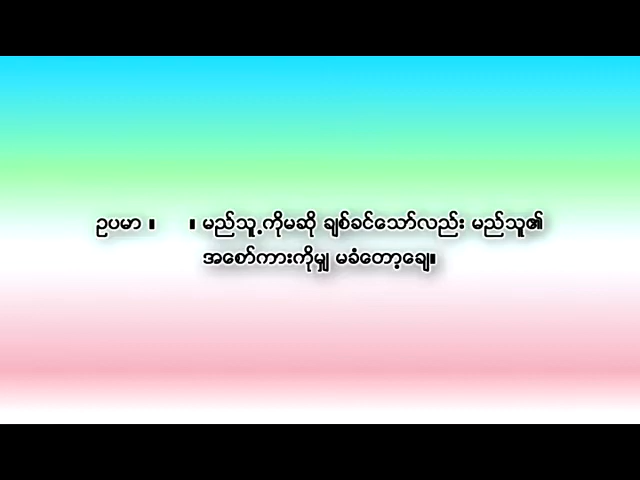 ဥပမာ ။ ။ မည်သူ့ကိုမဆို ချစ်ခင်သော်လည်း မည်သူ၏
အစော်ကားကိုမျှ မခံတော့ချေ။